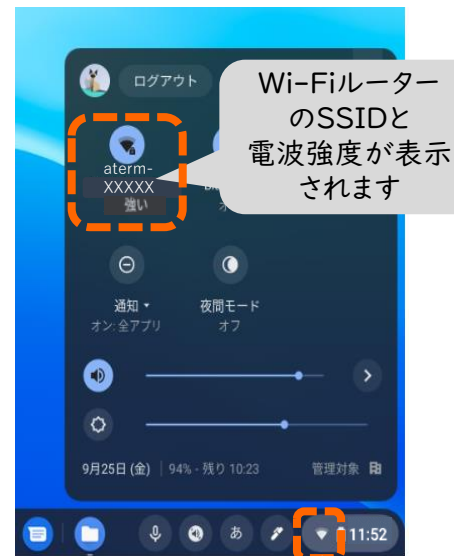 ログアウト
Wi-Fiルーター
のSSIDと
電波強度が表示
されます
aterm-
XXXXX
強い
通知
オン: 全アプリ
夜間モード
オフ
9月25日 (金)
94% - 残り 10:23
管理対象
あ
11:52